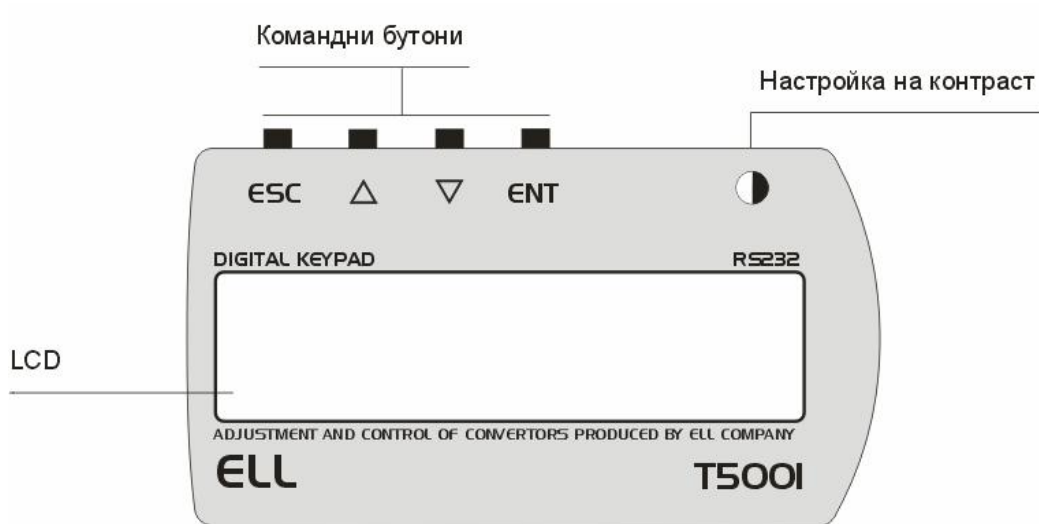 Командни бутони
Настройка на контраст
ESC △ ▽ ENT
DIGITAL KEYPAD RS232
LCD
ADJUSTMENT AND CONTROL OF CONVERTORS PRODUCED BY ELL COMPANY
ELL T5001